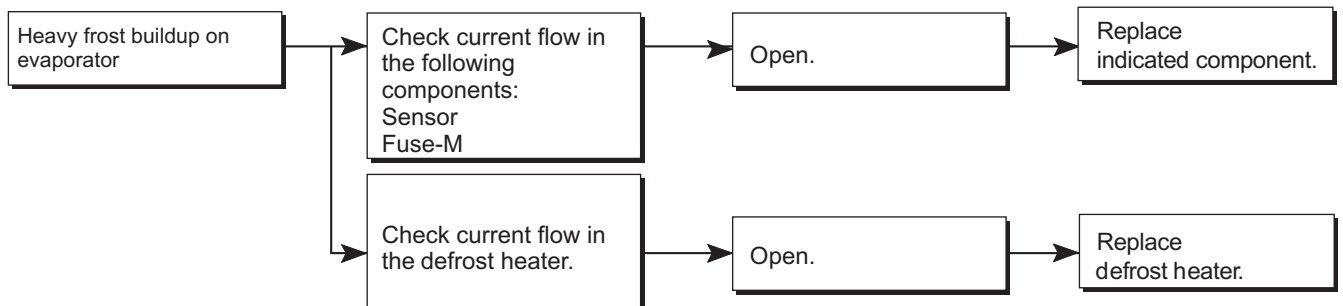 Heavy frost buildup on
evaporator
Check current flow in
the following
components:
Sensor
Fuse-M
Open.
Replace
indicated component.
Check current flow in
the defrost heater.
Open.
Replace
defrost heater.